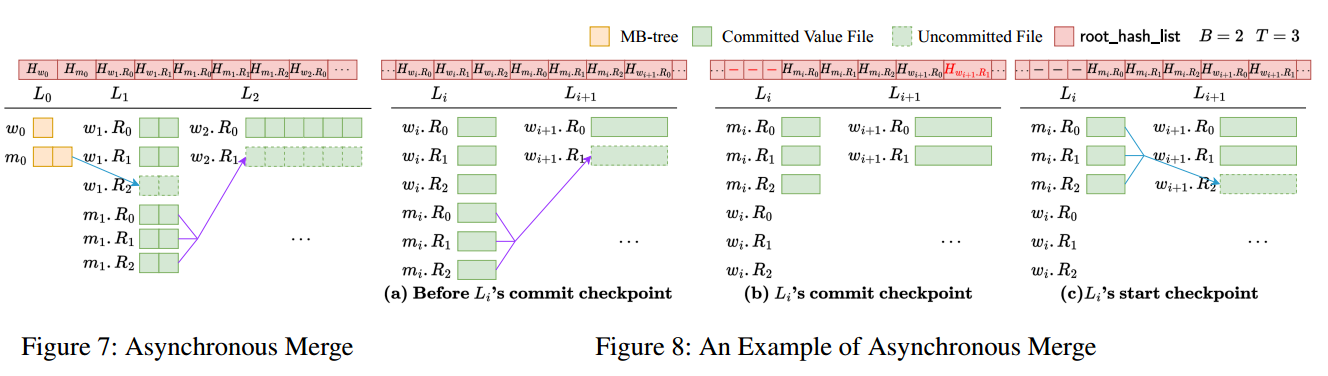 MB-tree Committed Value File Uncommitted File root_hash_list B = 2 T = 3
H_{w_0} H_{m_0} H_{w_1.R_0} H_{w_1.R_1} H_{m_1.R_0} H_{m_1.R_1} H_{m_1.R_2} H_{w_2.R_0} ···
L_0 L_1 L_2
w_0 w_1.R_0 w_2.R_0
m_0 w_1.R_1 w_2.R_1
w_1.R_2
m_1.R_0
m_1.R_1 ···
m_1.R_2
Figure 7: Asynchronous Merge
··· H_{w_i.R_0} H_{w_i.R_1} H_{w_i.R_2} H_{m_i.R_0} H_{m_i.R_1} H_{m_i.R_2} H_{w_{i+1}.R_0} ···
L_i L_{i+1}
w_i.R_0 w_{i+1}.R_0
w_i.R_1 w_{i+1}.R_1
w_i.R_2
m_i.R_0
m_i.R_1 ···
m_i.R_2
(a) Before L_i's commit checkpoint
··· − − − H_{m_i.R_0} H_{m_i.R_1} H_{m_i.R_2} H_{w_{i+1}.R_0} H_{w_{i+1}.R_1} ···
L_i L_{i+1}
m_i.R_0 w_{i+1}.R_0
m_i.R_1 w_{i+1}.R_1
m_i.R_2
w_i.R_0
w_i.R_1 ···
w_i.R_2
(b) L_i's commit checkpoint
··· − − − H_{m_i.R_0} H_{m_i.R_1} H_{m_i.R_2} H_{w_{i+1}.R_0} H_{w_{i+1}.R_1} ···
L_i L_{i+1}
m_i.R_0 w_{i+1}.R_0
m_i.R_1 w_{i+1}.R_1
m_i.R_2 w_{i+1}.R_2
w_i.R_0
w_i.R_1 ···
w_i.R_2
(c)L_i's start checkpoint
Figure 8: An Example of Asynchronous Merge